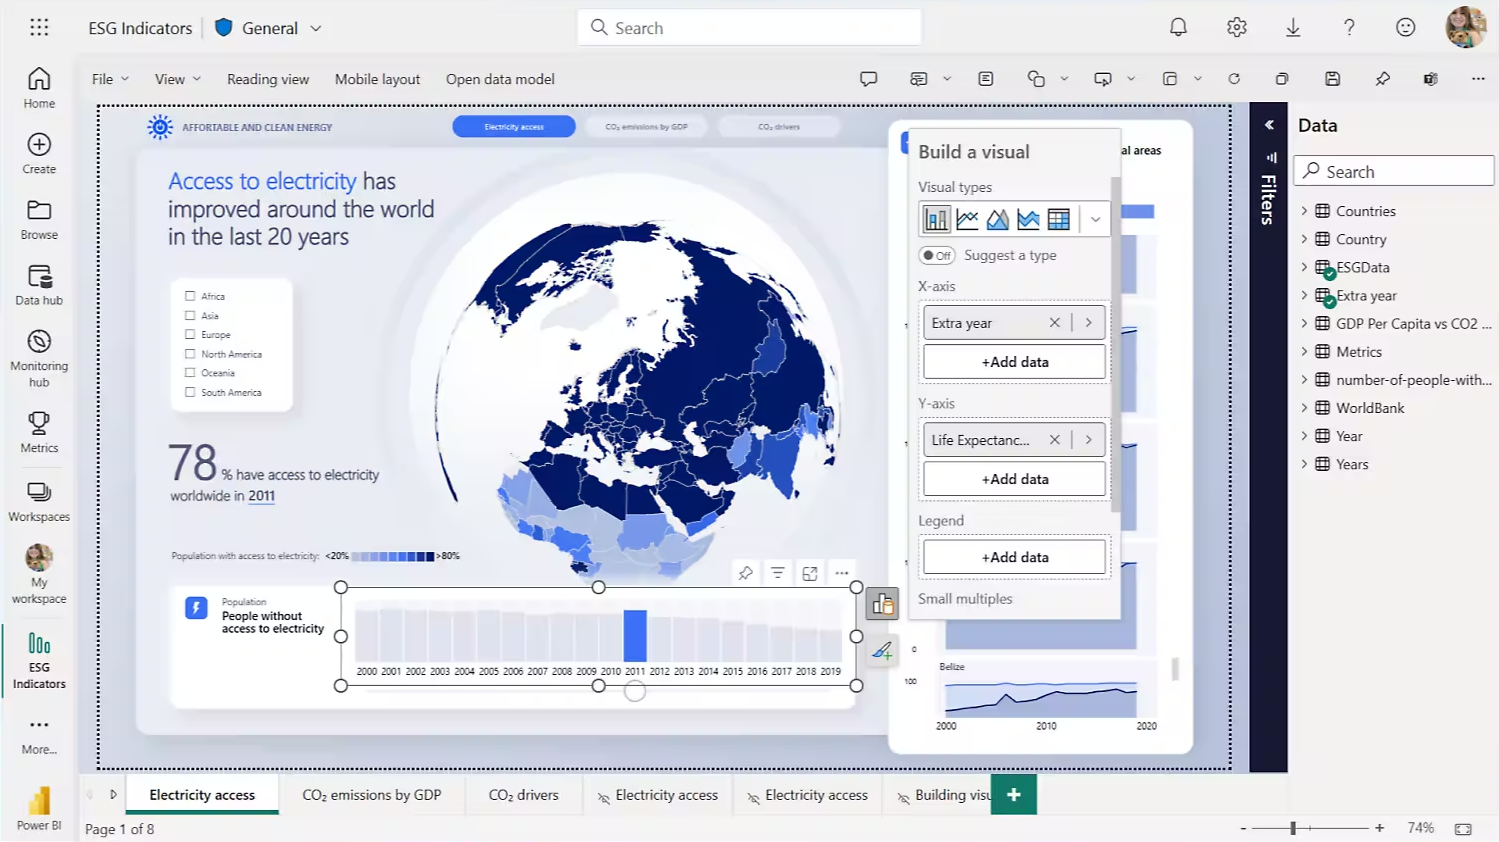 ESG Indicators
General
Search
File
View
Reading view
Mobile layout
Open data model
Home
Create
Browse
Data hub
Monitoring
hub
Metrics
Workspaces
My
workspace
ESG
Indicators
More...
Power BI
AFFORTABLE AND CLEAN ENERGY
Electricity access
CO₂ emissions by GDP
CO₂ drivers
Access to electricity has
improved around the world
in the last 20 years
Africa
Asia
Europe
North America
Oceania
South America
78 % have access to electricity
worldwide in 2011
Population with access to electricity: <20% >80%
Population
People without
access to electricity
2000 2001 2002 2003 2004 2005 2006 2007 2008 2009 2010 2011 2012 2013 2014 2015 2016 2017 2018 2019
al areas
Build a visual
Visual types
Off
Suggest a type
X-axis
Extra year
+Add data
Y-axis
Life Expectanc...
+Add data
Legend
+Add data
Small multiples
0
Belize
100
2000 2010 2020
Filters
Data
Search
Countries
Country
ESGData
Extra year
GDP Per Capita vs CO2 ...
Metrics
number-of-people-with...
WorldBank
Year
Years
Electricity access
CO₂ emissions by GDP
CO₂ drivers
Electricity access
Electricity access
Building visu
+
Page 1 of 8
- + 74%